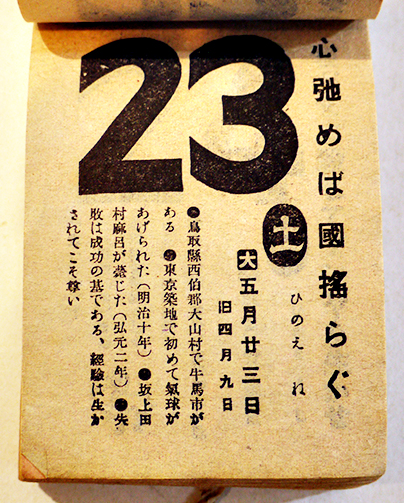 心弛めば國搖らぐ
23
土
ひのえね
大五月廿三日
旧四月九日
●鳥取縣西伯郡大山村で牛馬市が
ある ●東京築地で初めて氣球が
あげられた(明治十年) ●坂上田
村麻呂が薨じた(弘元二年) ●失
敗は成功の基である、經驗は生か
されてこそ尊い